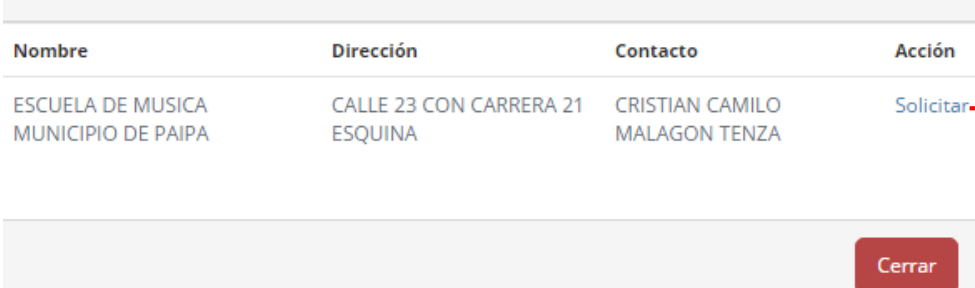 Nombre Dirección Contacto Acción
ESCUELA DE MUSICA CALLE 23 CON CARRERA 21 CRISTIAN CAMILO Solicitar
MUNICIPIO DE PAIPA ESQUINA MALAGON TENZA
Cerrar